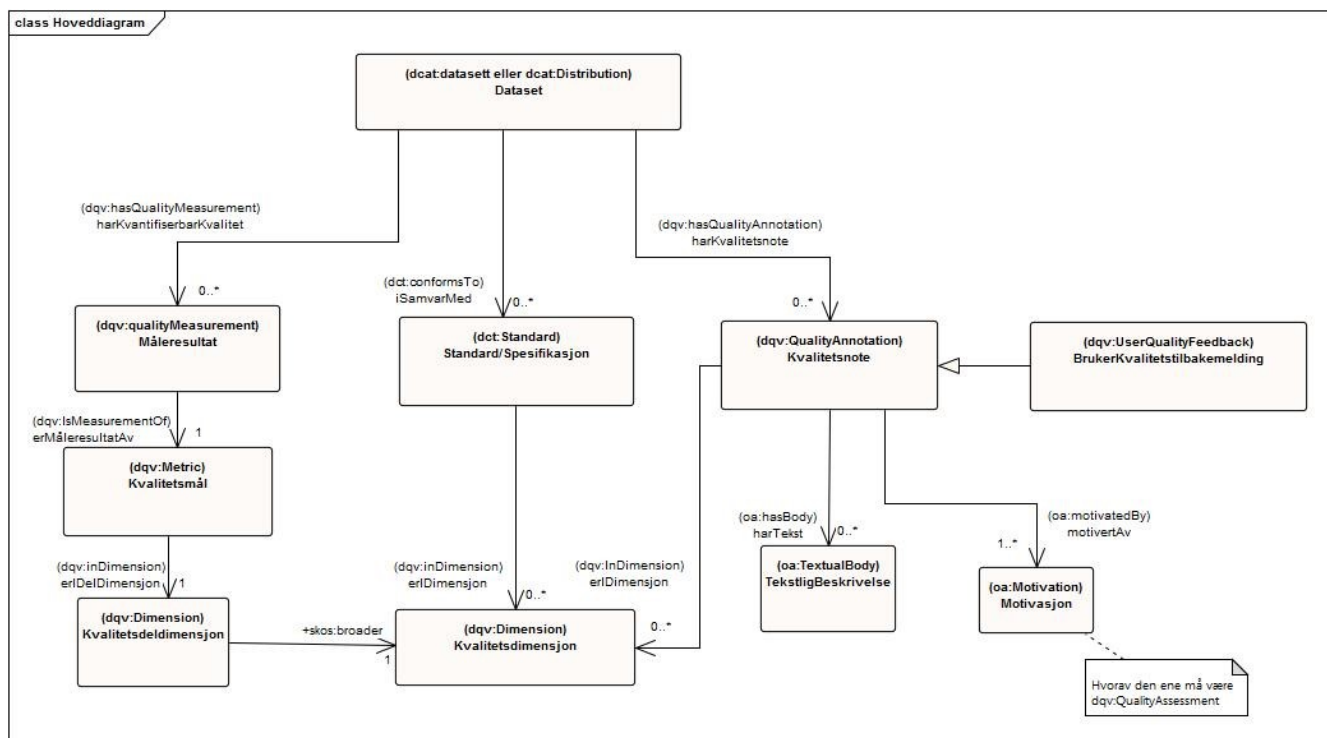 class Hoveddiagram
(dcat:datasett eller dcat:Distribution)
Dataset
(dqv:hasQualityMeasurement)
harKvantifiserbarKvalitet
0..*
(dct:conformsTo)
iSamvarMed
0..*
(dqv:hasQualityAnnotation)
harKvalitetsnote
0..*
(dqv:qualityMeasurement)
Måleresultat
(dct:Standard)
Standard/Spesifikasjon
(dqv:QualityAnnotation)
Kvalitetsnote
(dqv:UserQualityFeedback)
BrukerKvalitetstilbakemelding
(dqv:IsMeasurementOf)
erMåleresultatAv
1
(dqv:Metric)
Kvalitetsmål
(oa:hasBody)
harTekst
0..*
(oa:motivatedBy)
motivertAv
1..*
(dqv:inDimension)
erIDelDimensjon
1
(dqv:inDimension)
erIDimensjon
0..*
(dqv:InDimension)
erIDimensjon
0..*
(oa:TextualBody)
TekstligBeskrivelse
(oa:Motivation)
Motivasjon
(dqv:Dimension)
Kvalitetsdeldimensjon
+skos:broader
1
(dqv:Dimension)
Kvalitetsdimensjon
Hvorav den ene må være
dqv:QualityAssessment